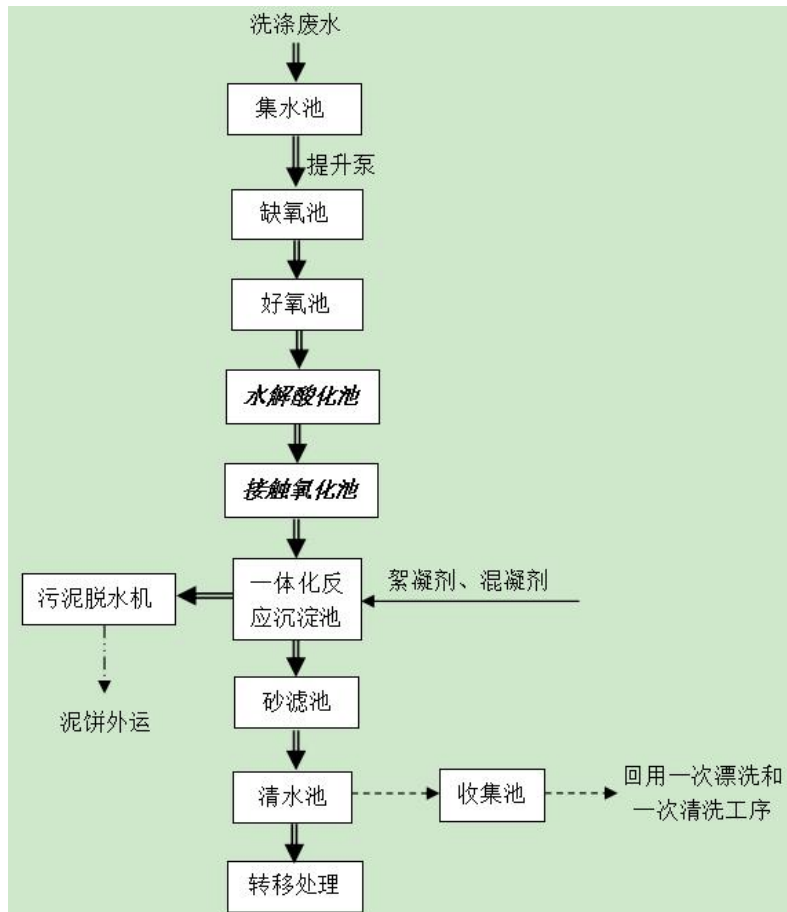 洗涤废水
集水池
提升泵
缺氧池
好氧池
水解酸化池
接触氧化池
污泥脱水机
一体化反
应沉淀池
絮凝剂、混凝剂
泥饼外运
砂滤池
清水池
收集池
回用一次漂洗和
一次清洗工序
转移处理